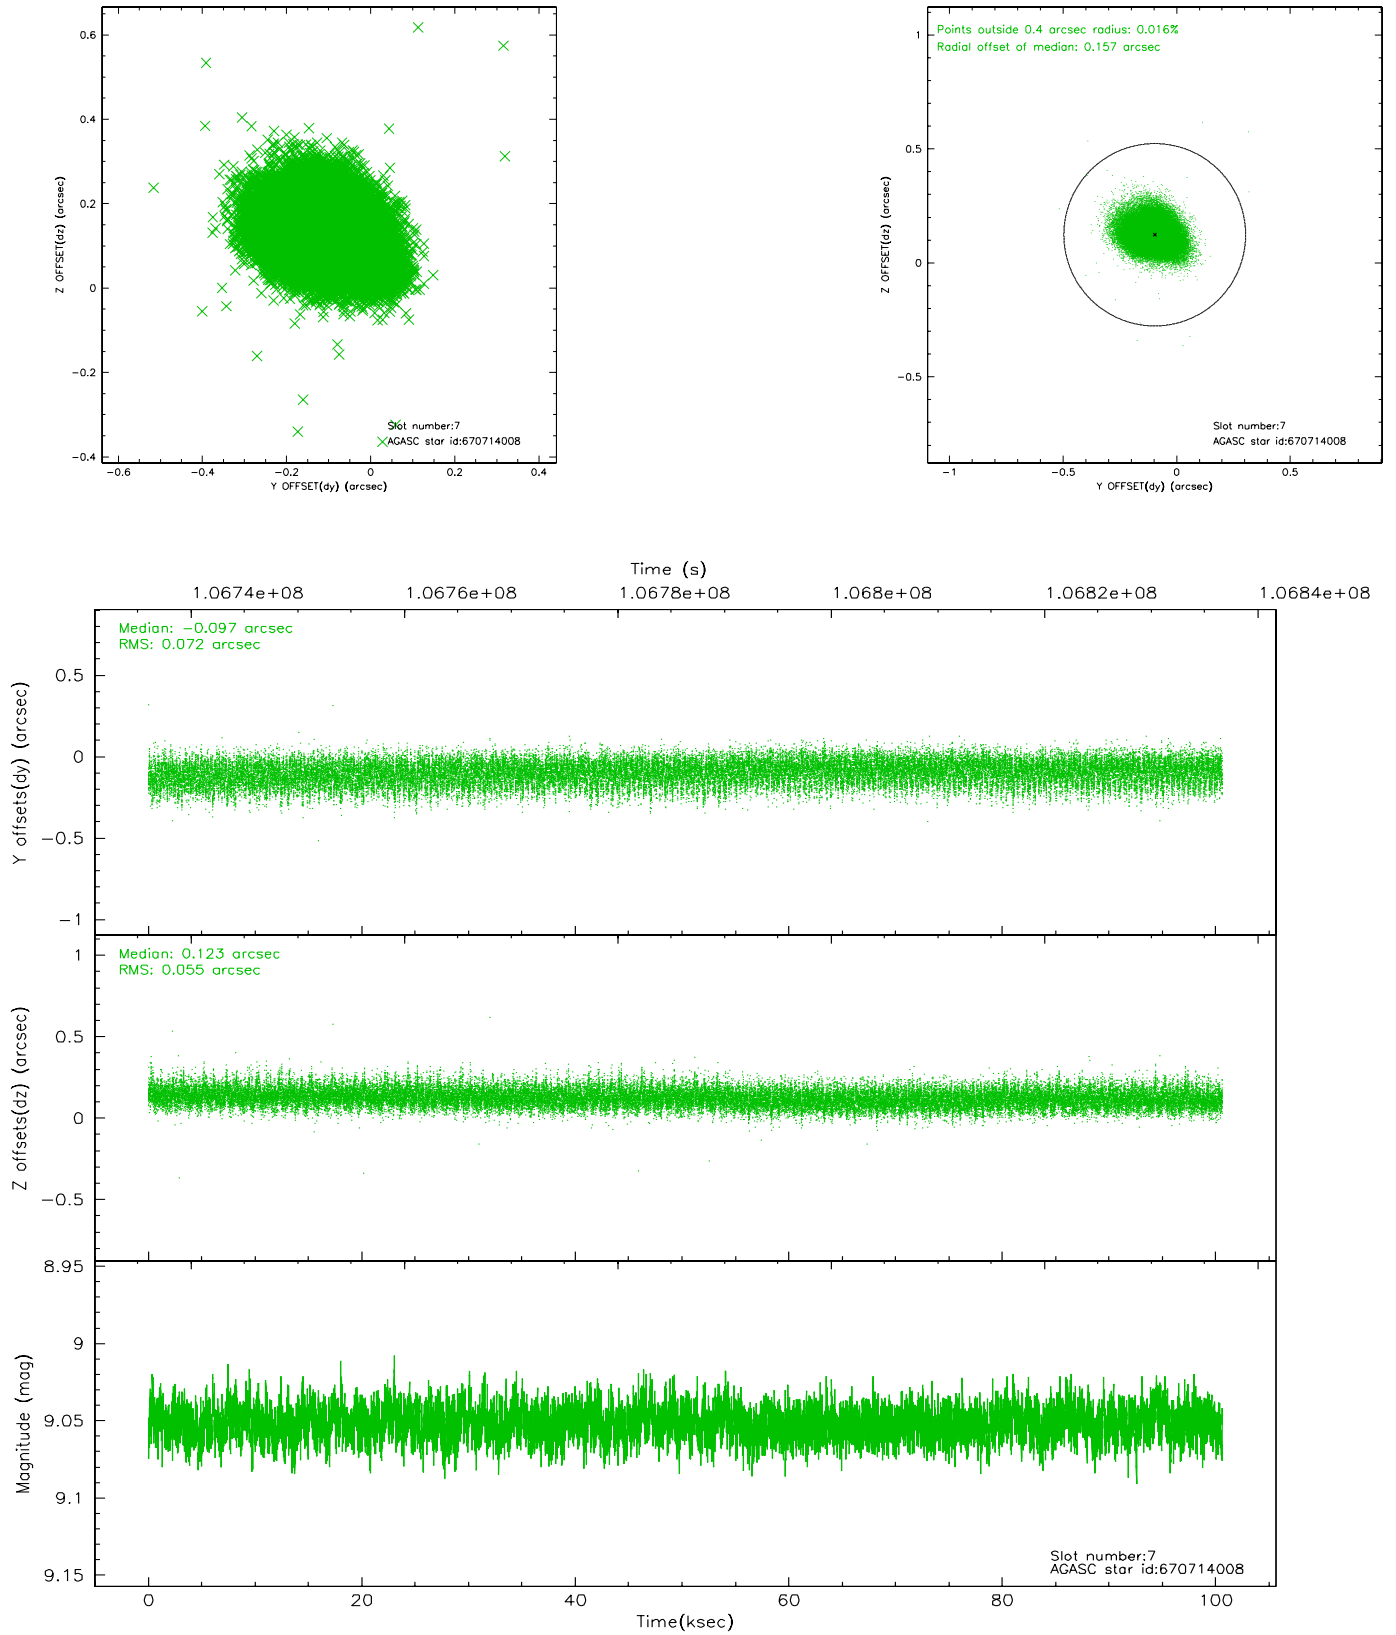 0.6
0.4
0.2
0
−0.2
−0.4
−0.6
−0.4
−0.2
0
0.2
0.4
Z OFFSET(dz) (arcsec)
Y OFFSET(dy) (arcsec)
Slot number:7
AGASC star id:670714008
Points outside 0.4 arcsec radius: 0.016%
Radial offset of median: 0.157 arcsec
1
0.5
0
−0.5
−1
−0.5
0
0.5
Z OFFSET(dz) (arcsec)
Y OFFSET(dy) (arcsec)
Slot number:7
AGASC star id:670714008
Time (s)
1.0674e+08
1.0676e+08
1.0678e+08
1.068e+08
1.0682e+08
1.0684e+08
Median: −0.097 arcsec
RMS: 0.072 arcsec
0.5
0
−0.5
−1
Y offsets(dy) (arcsec)
Median: 0.123 arcsec
RMS: 0.055 arcsec
1
0.5
0
−0.5
Z offsets(dz) (arcsec)
8.95
9
9.05
9.1
9.15
Magnitude (mag)
Slot number:7
AGASC star id:670714008
0
20
40
60
80
100
Time(ksec)